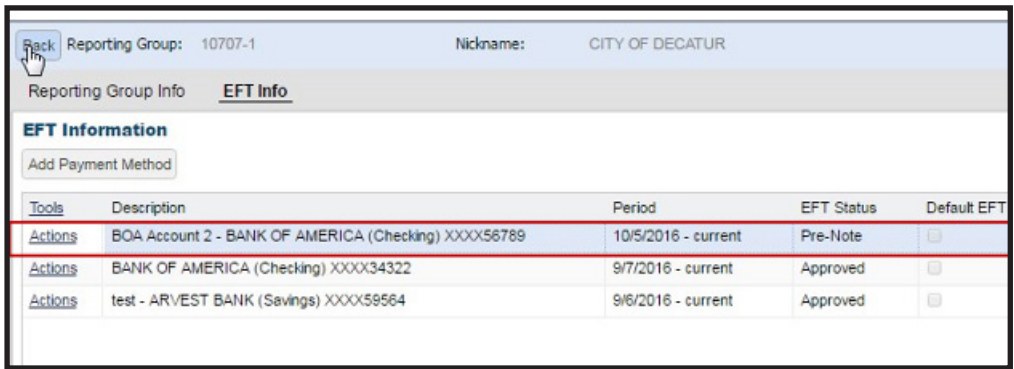 Back Reporting Group: 10707-1 Nickname: CITY OF DECATUR
Reporting Group Info EFT Info
EFT Information
Add Payment Method
Tools Description Period EFT Status Default EFT
Actions BOA Account 2 - BANK OF AMERICA (Checking) XXXX56789 10/5/2016 - current Pre-Note
Actions BANK OF AMERICA (Checking) XXXX34322 9/7/2016 - current Approved
Actions test - ARVEST BANK (Savings) XXXX59564 9/6/2016 - current Approved